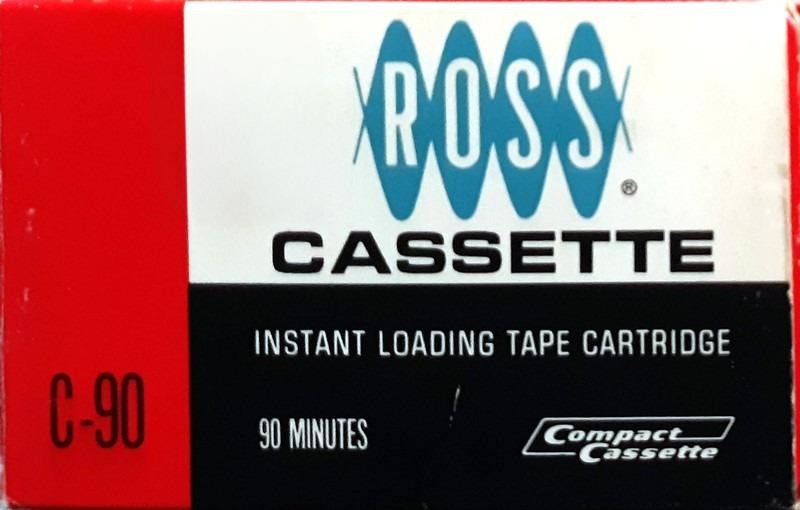 ROSS
®
CASSETTE
INSTANT LOADING TAPE CARTRIDGE
C-90
90 MINUTES
Compact
Cassette